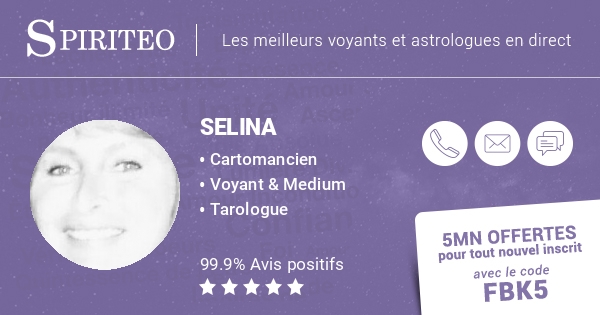 SPIRITEO
Les meilleurs voyants et astrologues en direct
SELINA
• Cartomancien
• Voyant & Medium
• Tarologue
99.9% Avis positifs
5MN OFFERTES
pour tout nouvel inscrit
avec le code
FBK5